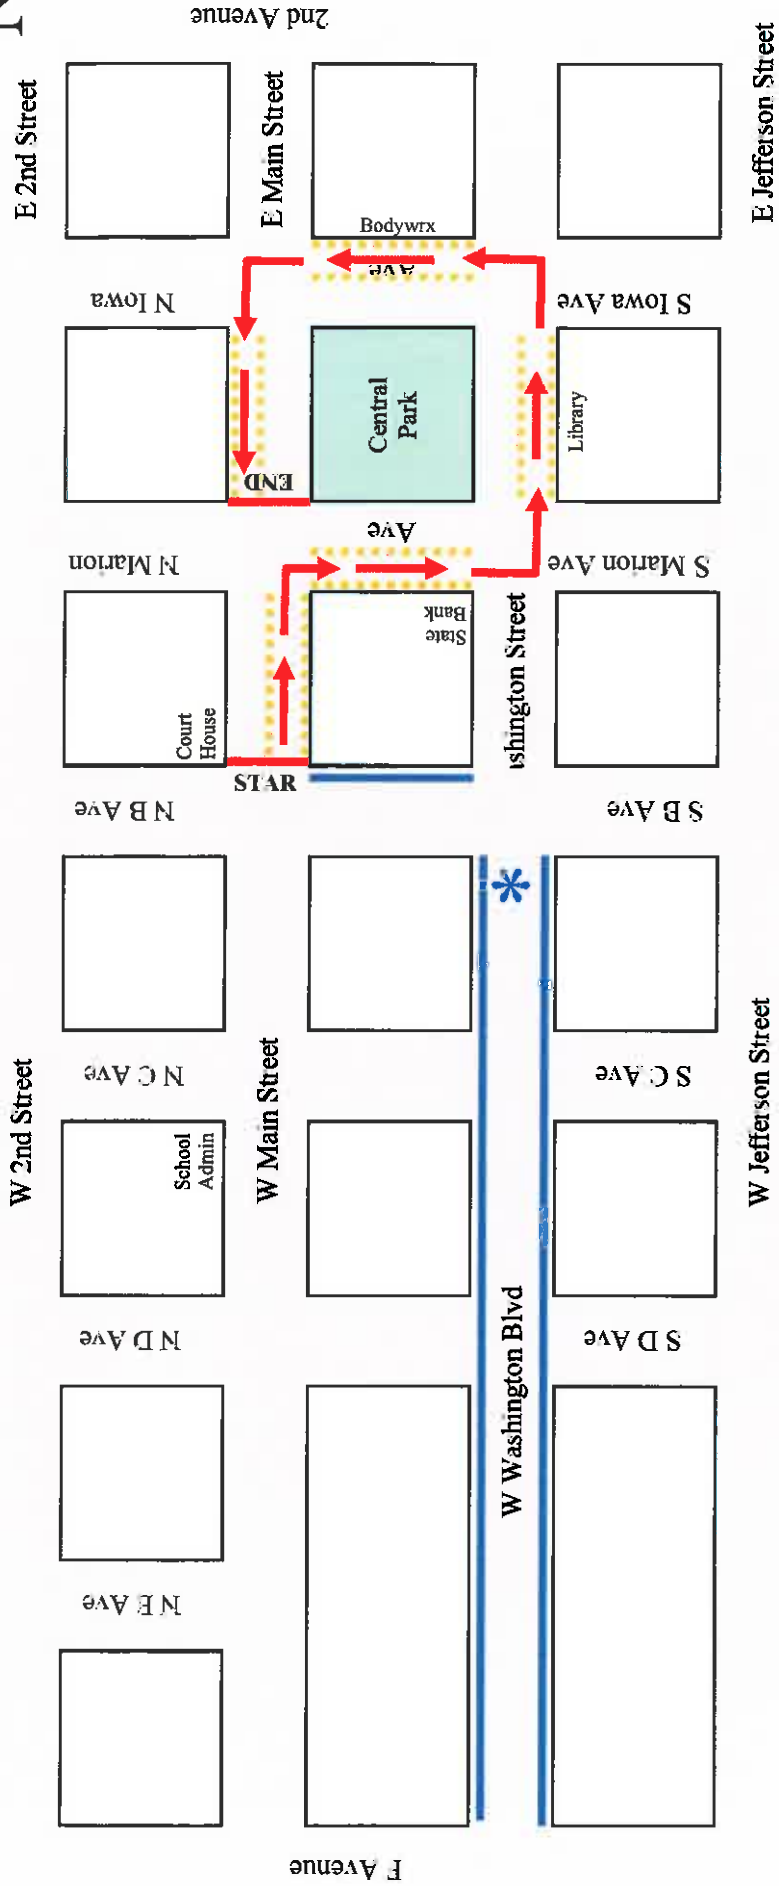 N
2nd Avenue
E 2nd Street
E Main Street
E Jefferson Street
Bodywrx
N Iowa
Ave
S Iowa Ave
Central
Park
Library
END
N Marion
Ave
S Marion Ave
State
Bank
Court
House
STAR
shington Street
N B Ave
S B Ave
*
W 2nd Street
N C Ave
W Main Street
S C Ave
W Jefferson Street
School
Admin
N D Ave
W Washington Blvd
S D Ave
N E Ave
F Avenue